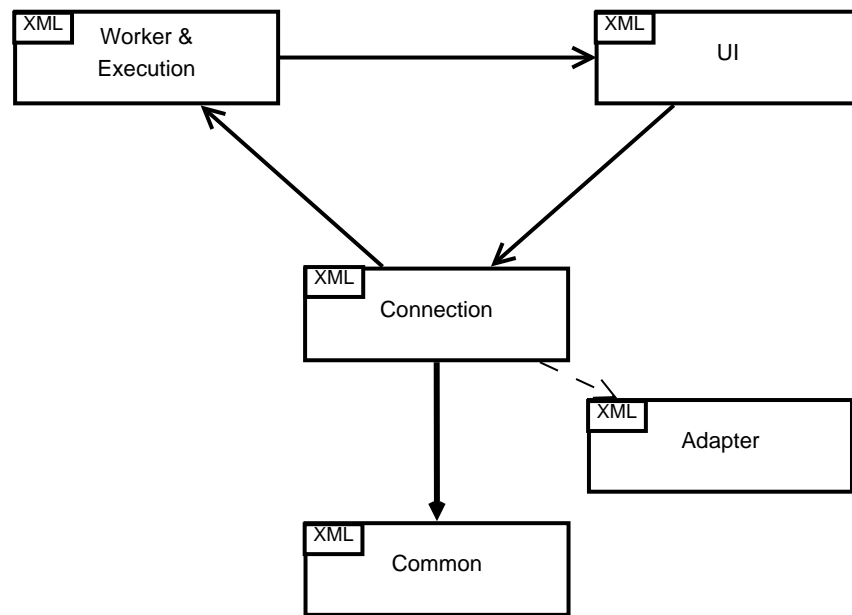 XML
Worker &
Execution
XML
UI
XML
Connection
XML
Adapter
XML
Common